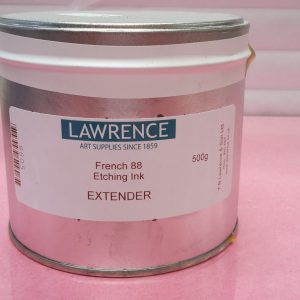 LAWRENCE
ART SUPPLIES SINCE 1859
French 88
Etching Ink
500g
EXTENDER